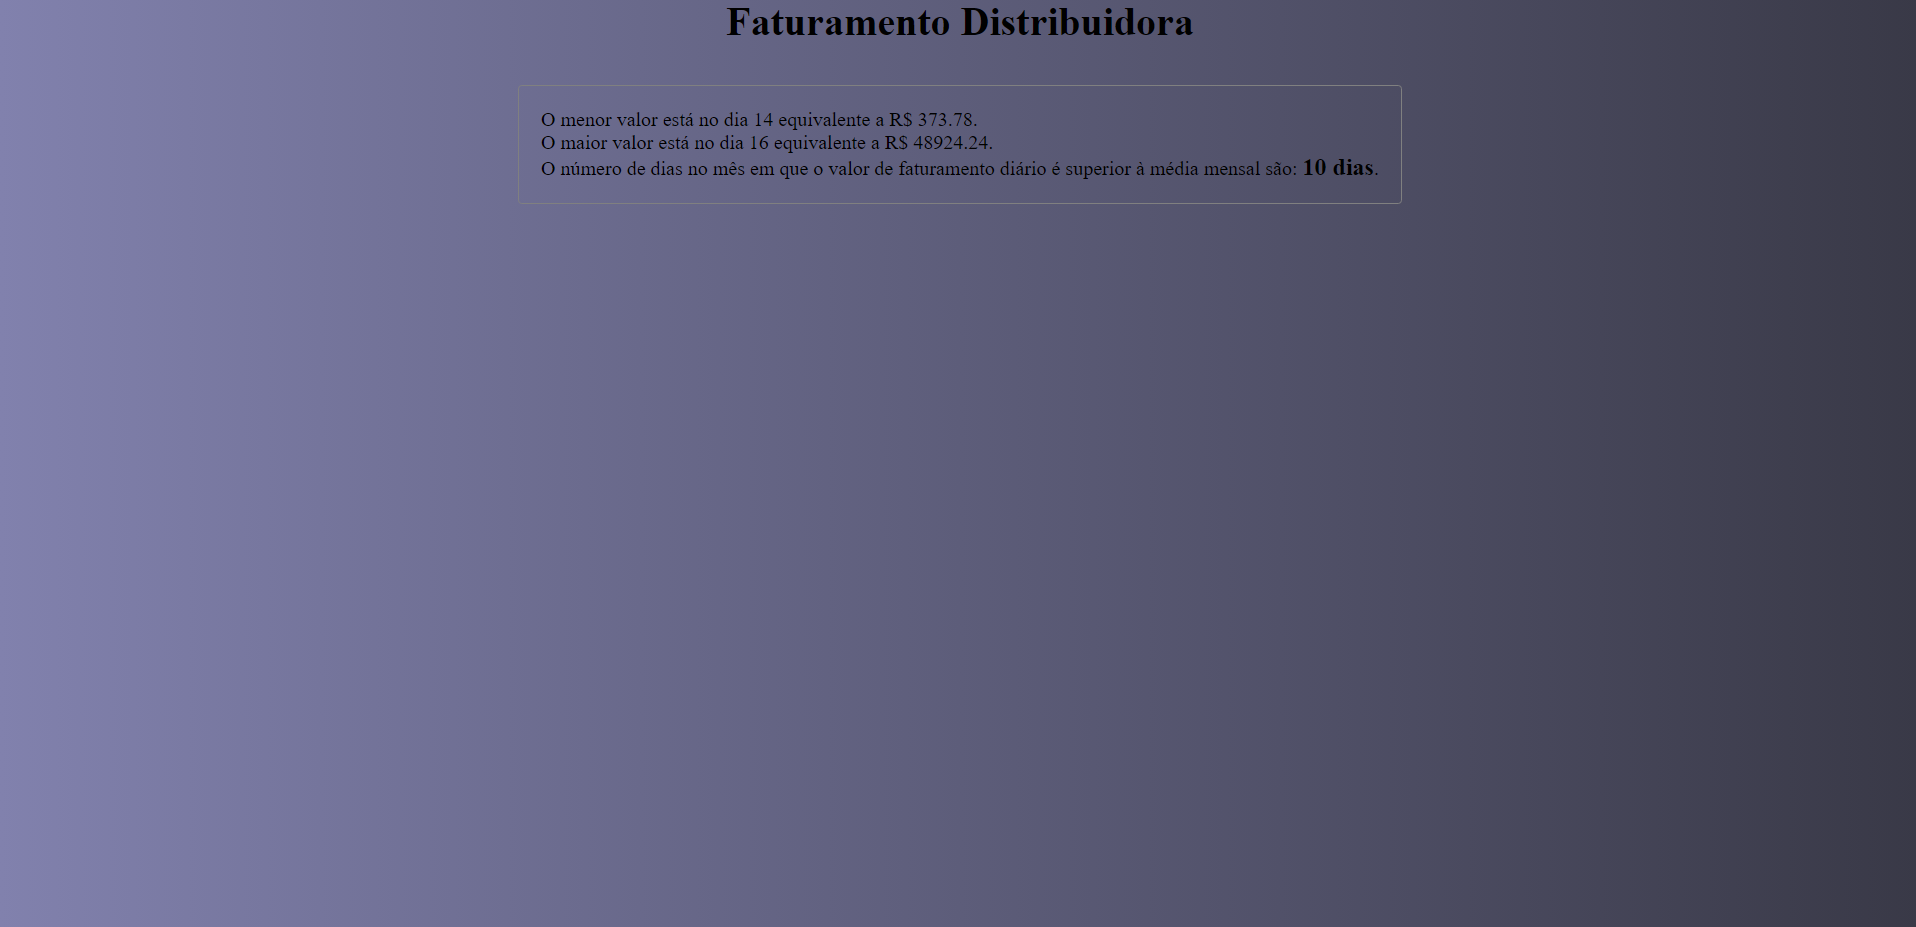 Faturamento Distribuidora
O menor valor está no dia 14 equivalente a R$ 373.78.
O maior valor está no dia 16 equivalente a R$ 48924.24.
O número de dias no mês em que o valor de faturamento diário é superior à média mensal são: 10 dias.